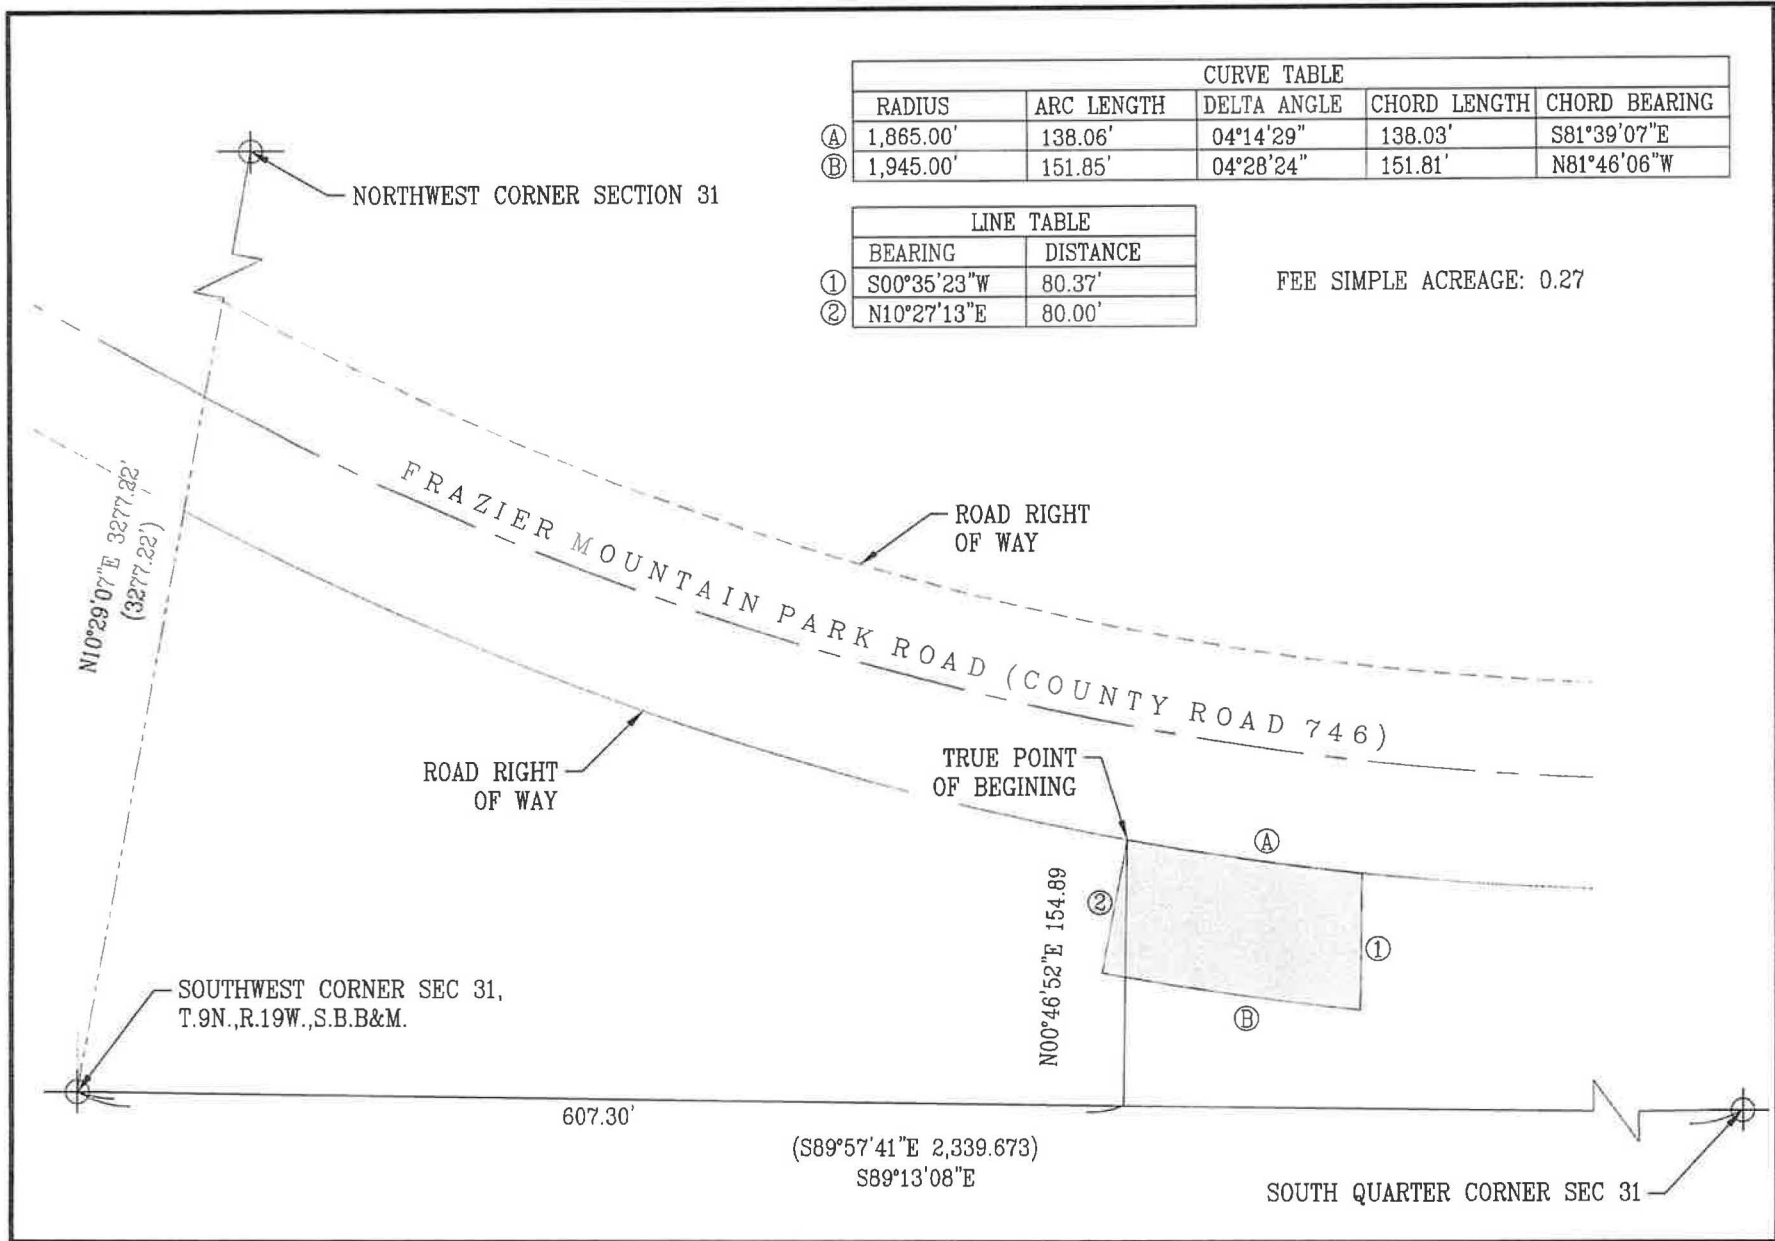 CURVE TABLE
RADIUS ARC LENGTH DELTA ANGLE CHORD LENGTH CHORD BEARING
Ⓐ 1,865.00' 138.06' 04°14'29" 138.03' S81°39'07"E
Ⓑ 1,945.00' 151.85' 04°28'24" 151.81' N81°46'06"W
NORTHWEST CORNER SECTION 31
LINE TABLE
BEARING DISTANCE
① S00°35'23"W 80.37'
② N10°27'13"E 80.00'
FEE SIMPLE ACREAGE: 0.27
N10°29'07"E 3277.22'
(3277.22')
FRAZIER MOUNTAIN PARK ROAD (COUNTY ROAD 746)
ROAD RIGHT
OF WAY
ROAD RIGHT
OF WAY
TRUE POINT
OF BEGINING
Ⓐ
②
①
Ⓑ
N00°46'52"E 154.89
SOUTHWEST CORNER SEC 31,
T.9N.,R.19W.,S.B.B&M.
607.30'
(S89°57'41"E 2,339.673)
S89°13'08"E
SOUTH QUARTER CORNER SEC 31